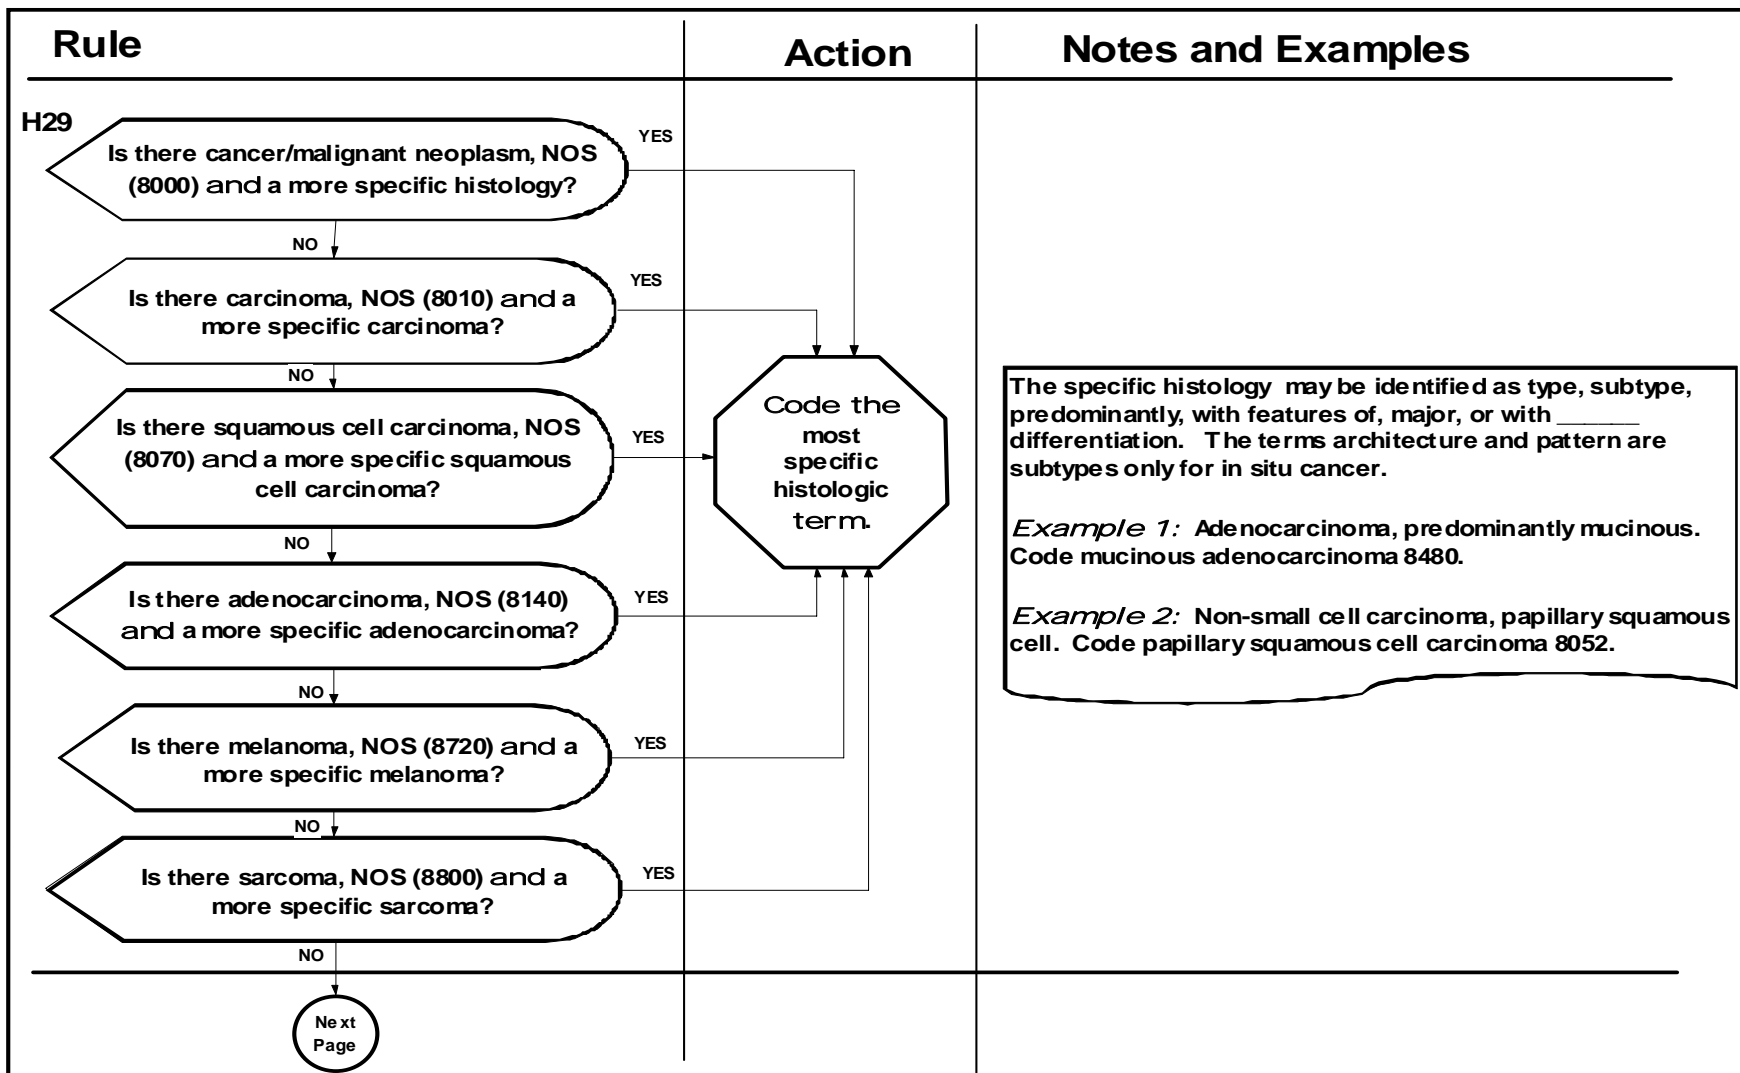 Rule
Action
Notes and Examples
H29
Is there cancer/malignant neoplasm, NOS
(8000) and a more specific histology?
YES
NO
Is there carcinoma, NOS (8010) and a
more specific carcinoma?
YES
NO
Is there squamous cell carcinoma, NOS
(8070) and a more specific squamous
cell carcinoma?
YES
NO
Is there adenocarcinoma, NOS (8140)
and a more specific adenocarcinoma?
YES
NO
Is there melanoma, NOS (8720) and a
more specific melanoma?
YES
NO
Is there sarcoma, NOS (8800) and a
more specific sarcoma?
YES
NO
Next
Page
Code the
most
specific
histologic
term.
The specific histology may be identified as type, subtype,
predominantly, with features of, major, or with ______
differentiation. The terms architecture and pattern are
subtypes only for in situ cancer.
Example 1: Adenocarcinoma, predominantly mucinous.
Code mucinous adenocarcinoma 8480.
Example 2: Non-small cell carcinoma, papillary squamous
cell. Code papillary squamous cell carcinoma 8052.